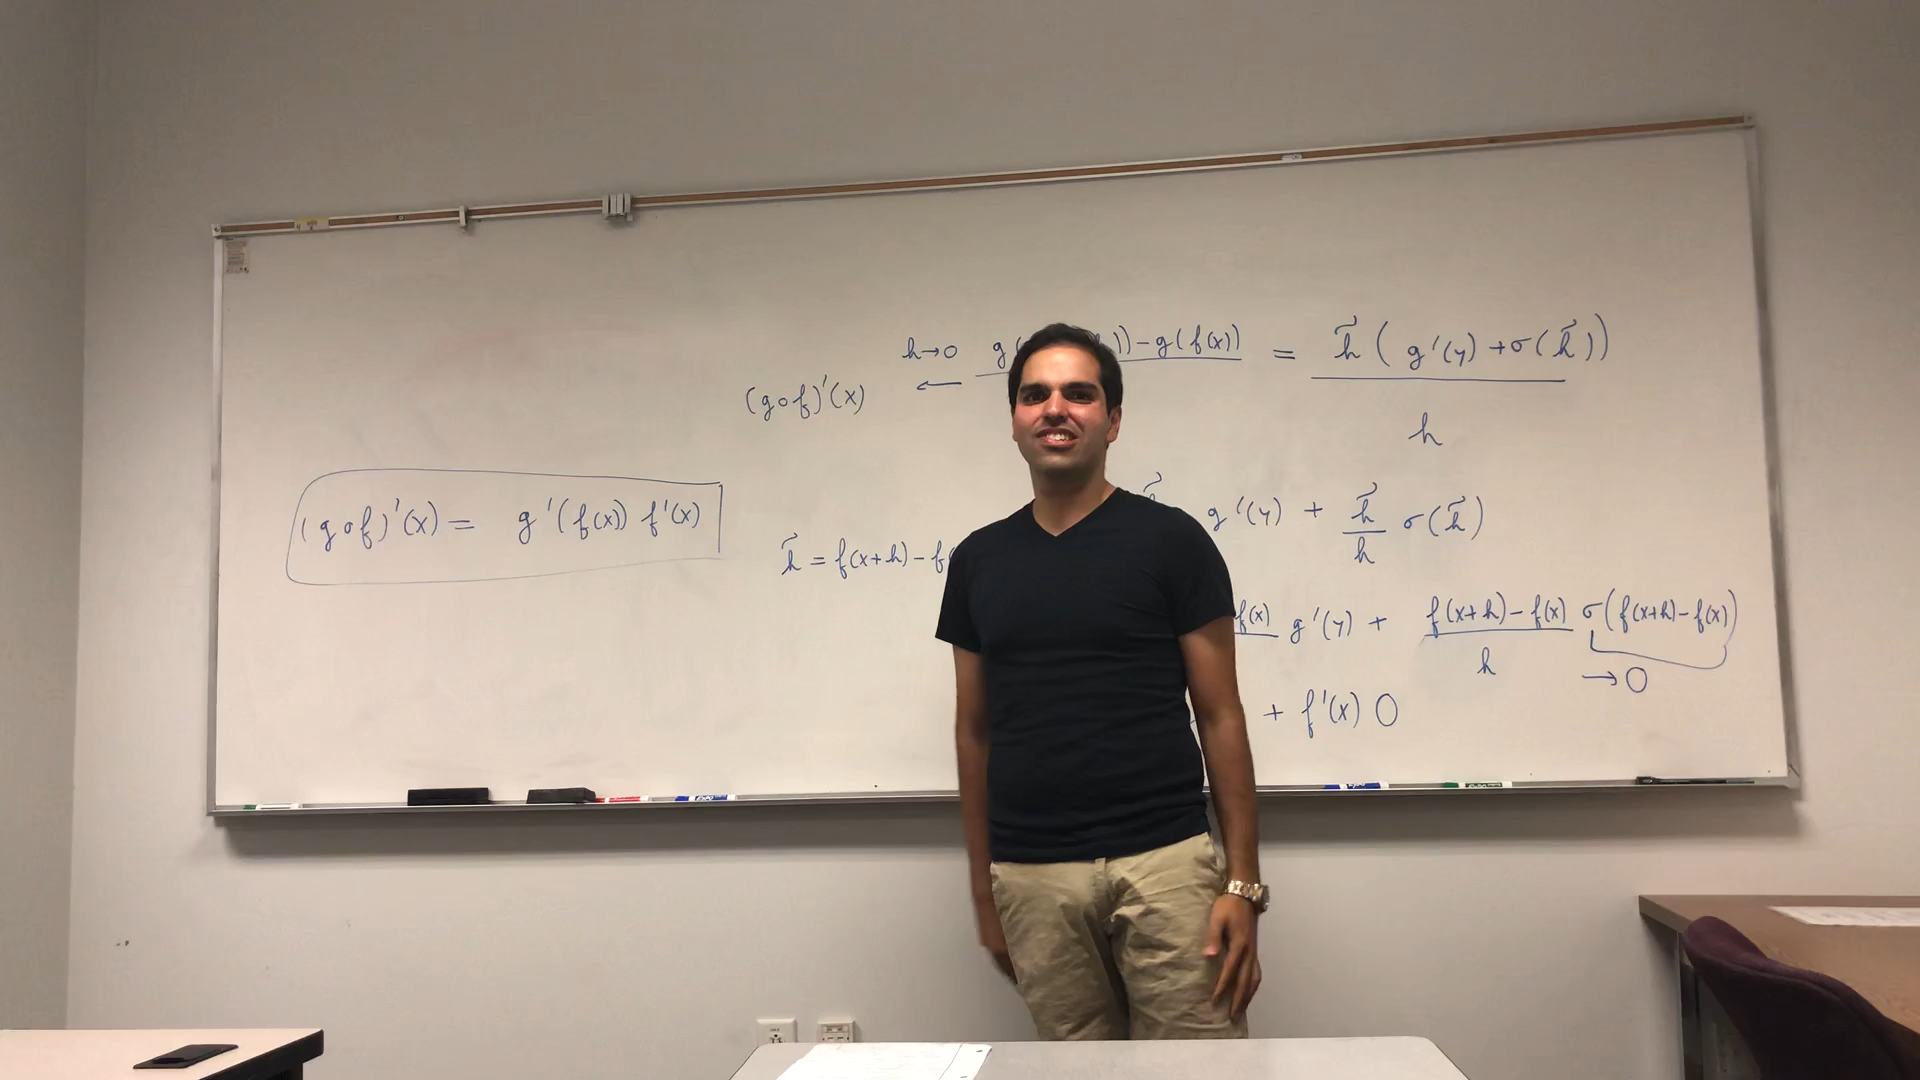 h→0 g( ))-g(f(x)) = h̃ ( g'(y) + σ(h̃))
(g∘f)'(x) ← h
(g∘f)'(x) = g'(f(x)) f'(x)
h̃ = f(x+h) - f( h̃ g'(y) + h̃/h σ(h̃)
f(x) g'(y) + f(x+h)-f(x)/h σ(f(x+h)-f(x))
→0
+ f'(x) 0